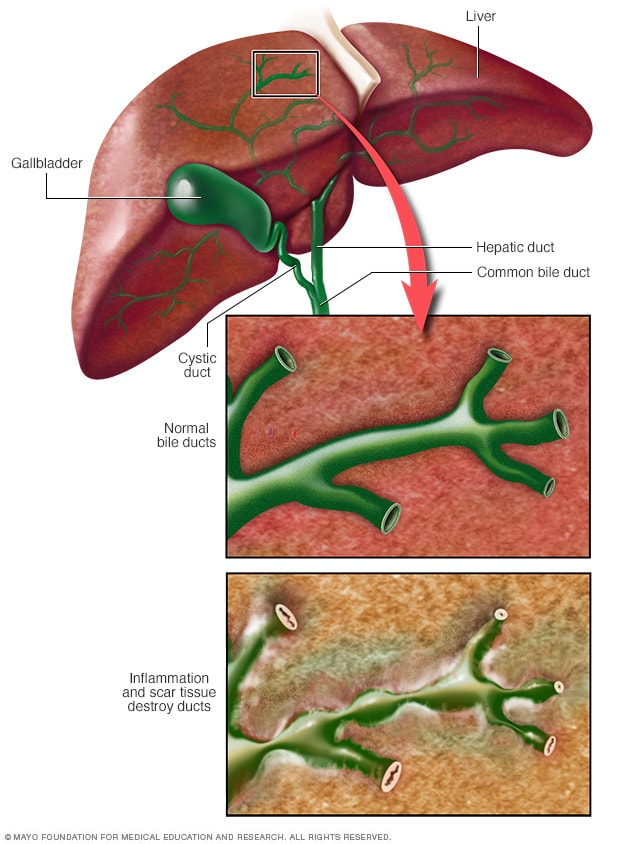 Liver
Gallbladder
Hepatic duct
Common bile duct
Cystic
duct
Normal
bile ducts
Inflammation
and scar tissue
destroy ducts
© MAYO FOUNDATION FOR MEDICAL EDUCATION AND RESEARCH. ALL RIGHTS RESERVED.